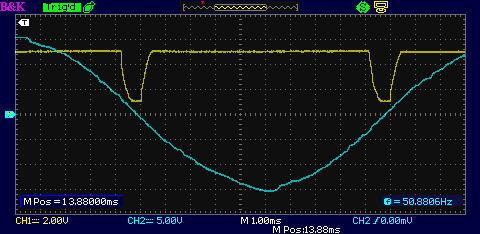 B&K Trig'd
T
2
M Pos=13.88000ms
=50.8806Hz
CH1 2.00V CH2 5.00V M 1.00ms CH2 /0.00mV
M Pos:13.88ms